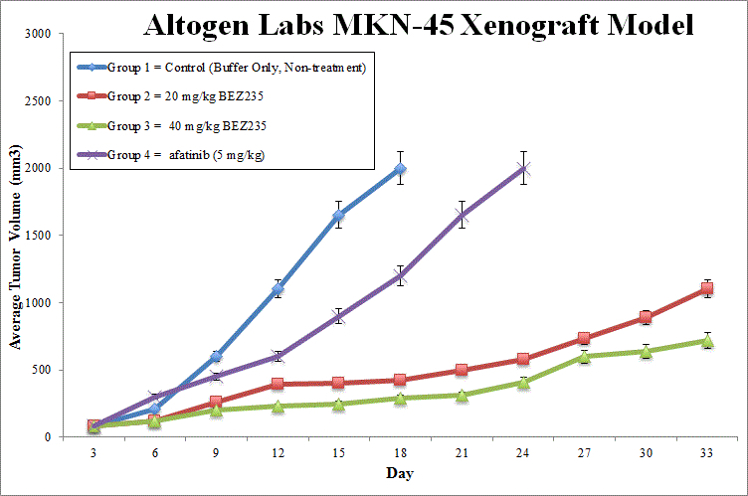 Altogen Labs MKN-45 Xenograft Model
Group 1 = Control (Buffer Only, Non-treatment)
Group 2 = 20 mg/kg BEZ235
Group 3 = 40 mg/kg BEZ235
Group 4 = afatinib (5 mg/kg)
Average Tumor Volume (mm3)
3000
2500
2000
1500
1000
500
0
3 6 9 12 15 18 21 24 27 30 33
Day